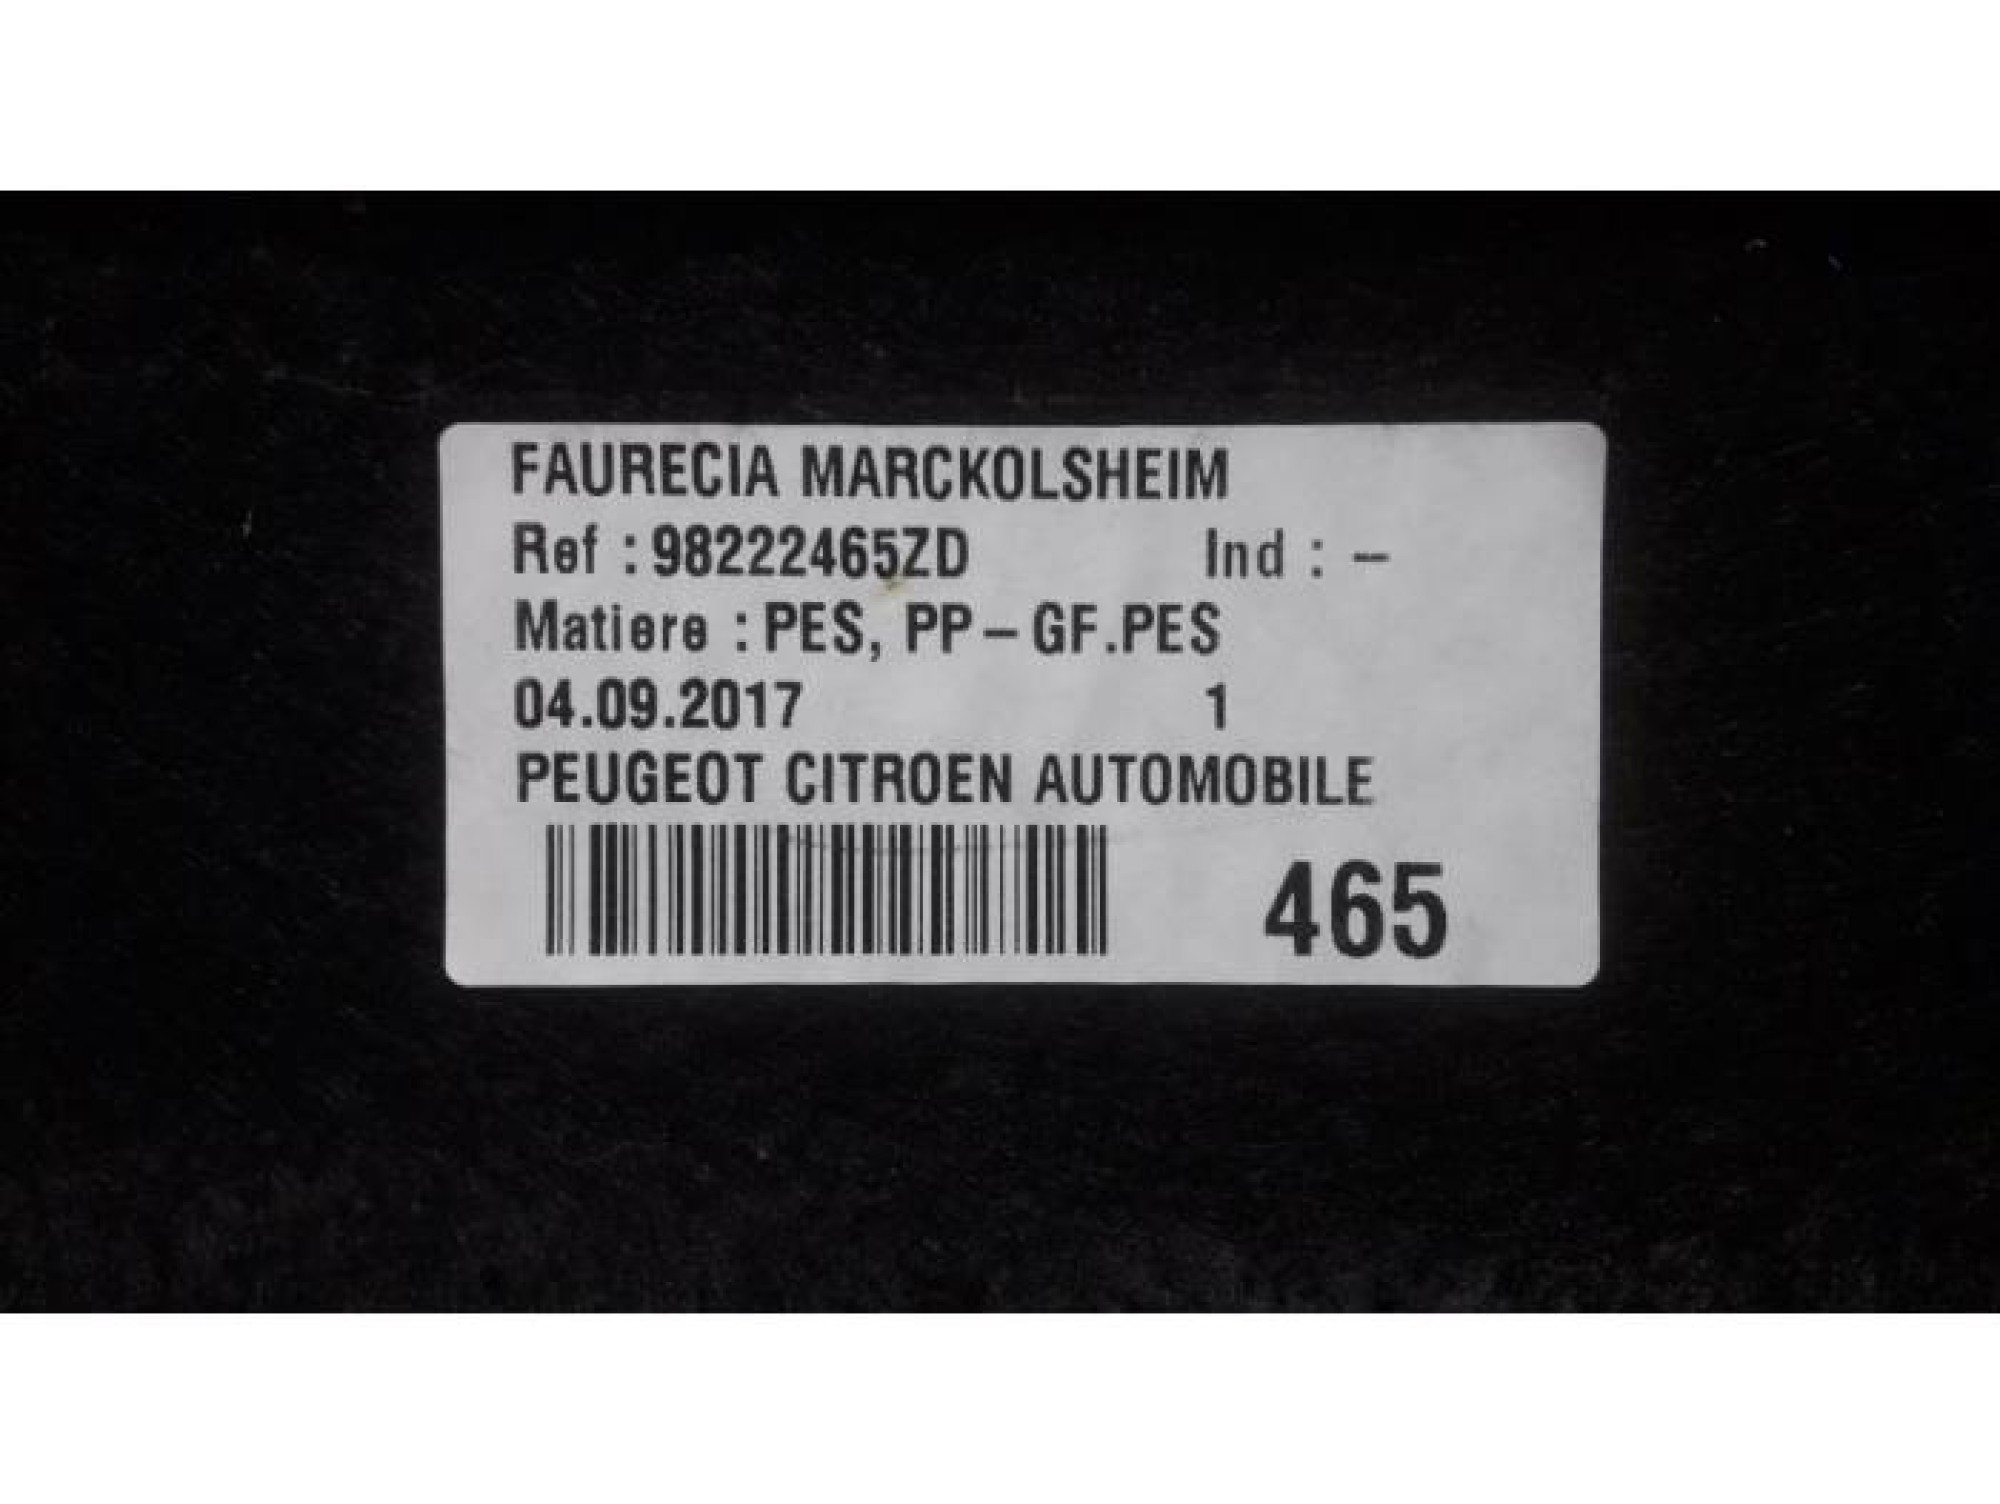 FAURECIA MARCKOLSHEIM
Ref : 98222465ZD Ind : –
Matiere : PES, PP – GF.PES
04.09.2017 1
PEUGEOT CITROEN AUTOMOBILE
465